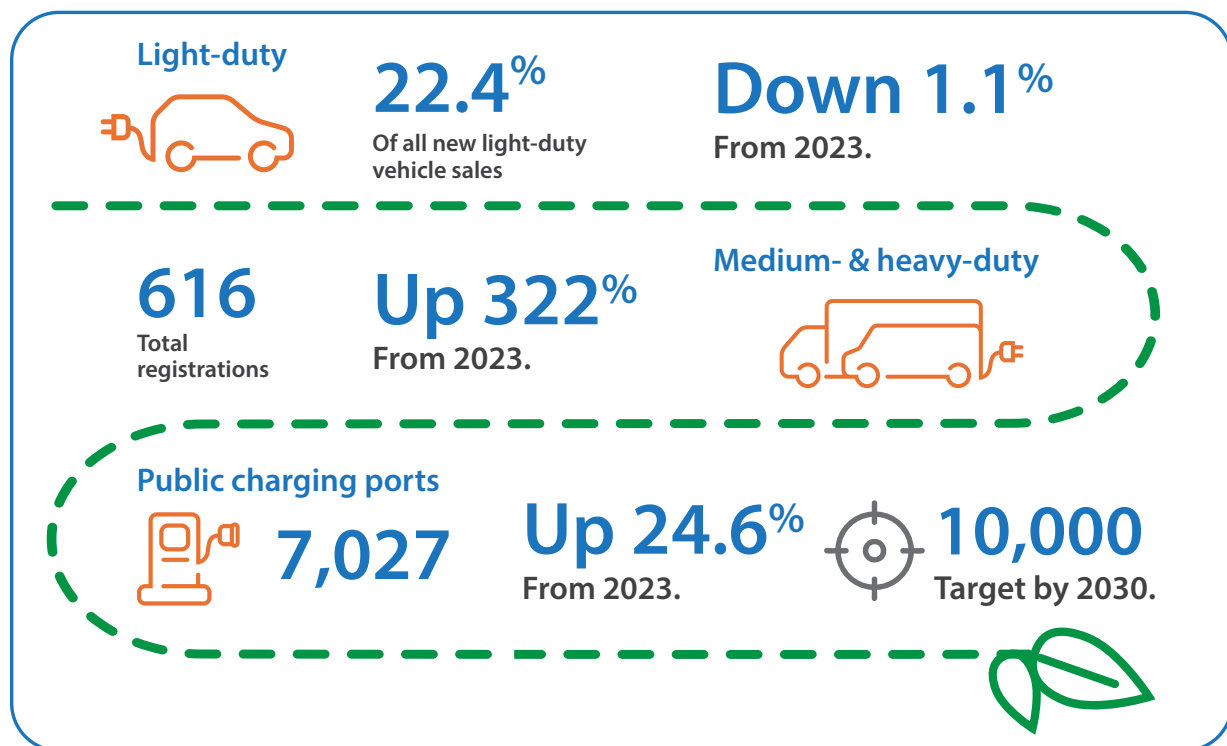 Light-duty
22.4%
Of all new light-duty
vehicle sales
Down 1.1%
From 2023.
616
Total
registrations
Up 322%
From 2023.
Medium- & heavy-duty
Public charging ports
7,027
Up 24.6%
From 2023.
10,000
Target by 2030.